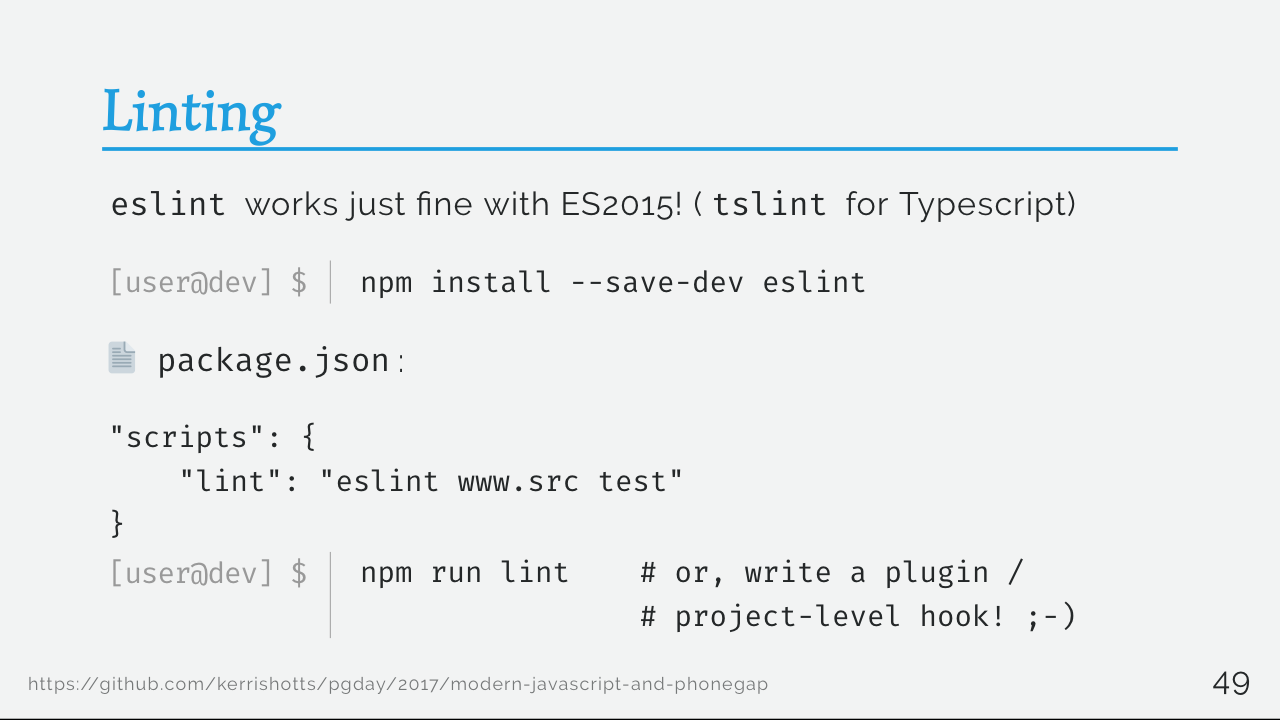 Linting
eslint works just fine with ES2015! ( tslint for Typescript)
[user@dev] $ npm install --save-dev eslint
package.json:
"scripts": {
    "lint": "eslint www.src test"
}
[user@dev] $ npm run lint    # or, write a plugin /
# project-level hook! ;-)
https://github.com/kerrishotts/pgday/2017/modern-javascript-and-phonegap
49